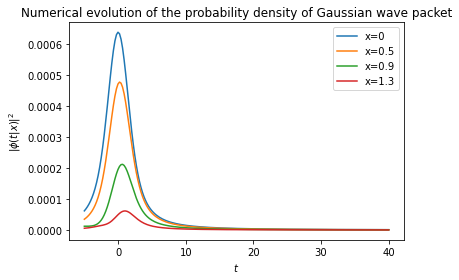 Numerical evolution of the probability density of Gaussian wave packet
x=0
x=0.5
x=0.9
x=1.3
|ϕ(t|x)|²
0.0006
0.0005
0.0004
0.0003
0.0002
0.0001
0.0000
0 10 20 30 40
t